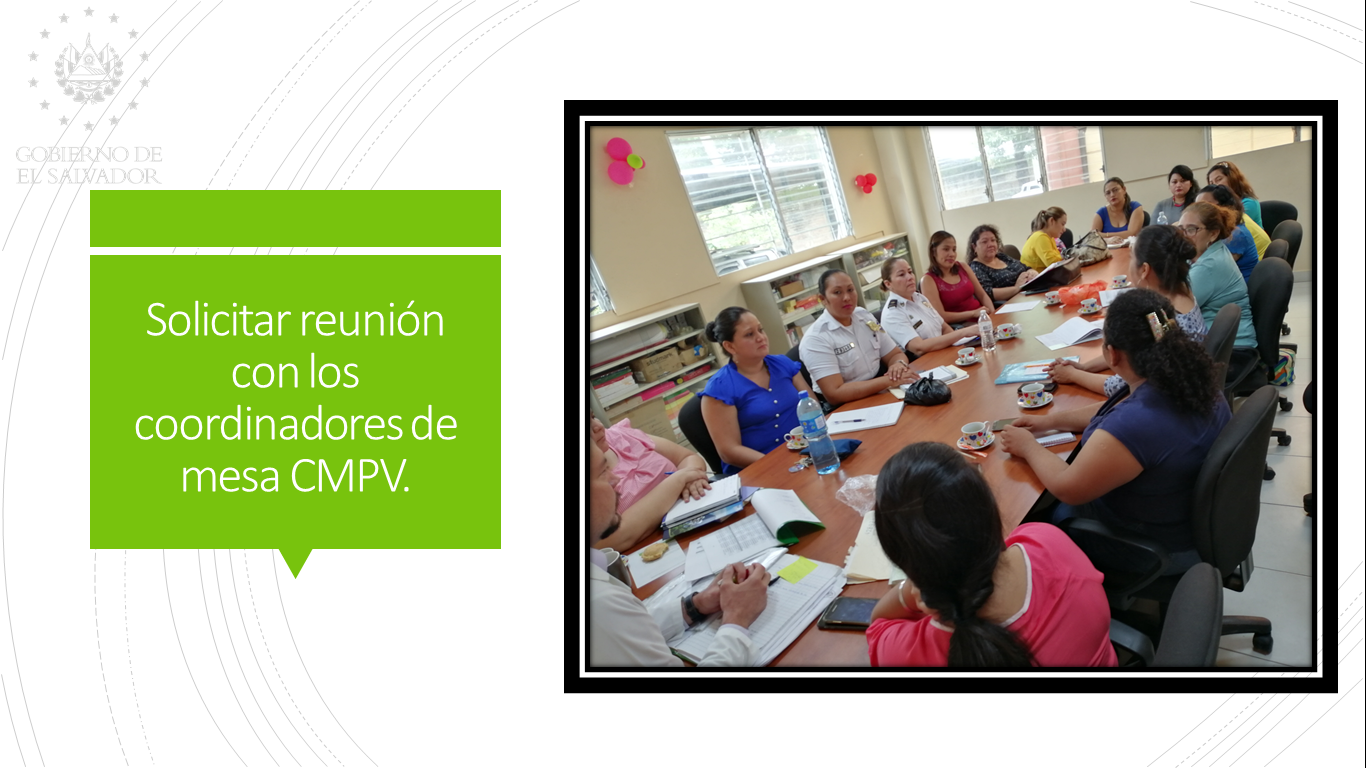 GOBIERNO DE
EL SALVADOR
Solicitar reunión
con los
coordinadores de
mesa CMPV.